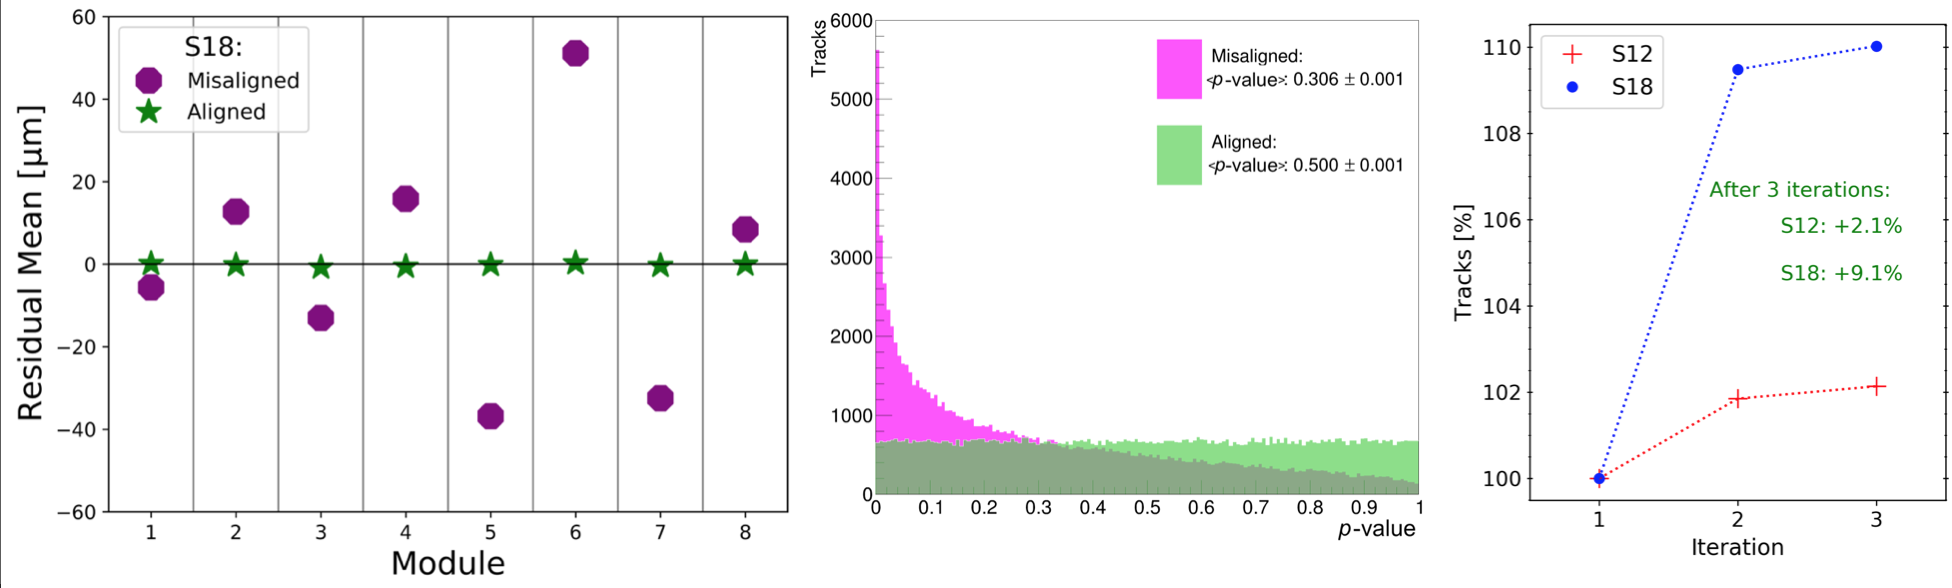 60
40
20
0
−20
−40
−60
Residual Mean [µm]
S18:
Misaligned
Aligned
1 2 3 4 5 6 7 8
Module
Tracks
6000
5000
4000
3000
2000
1000
0
Misaligned:
<p-value>: 0.306 ± 0.001
Aligned:
<p-value>: 0.500 ± 0.001
0 0.1 0.2 0.3 0.4 0.5 0.6 0.7 0.8 0.9 1
p-value
Tracks [%]
110
108
106
104
102
100
S12
S18
After 3 iterations:
S12: +2.1%
S18: +9.1%
1 2 3
Iteration